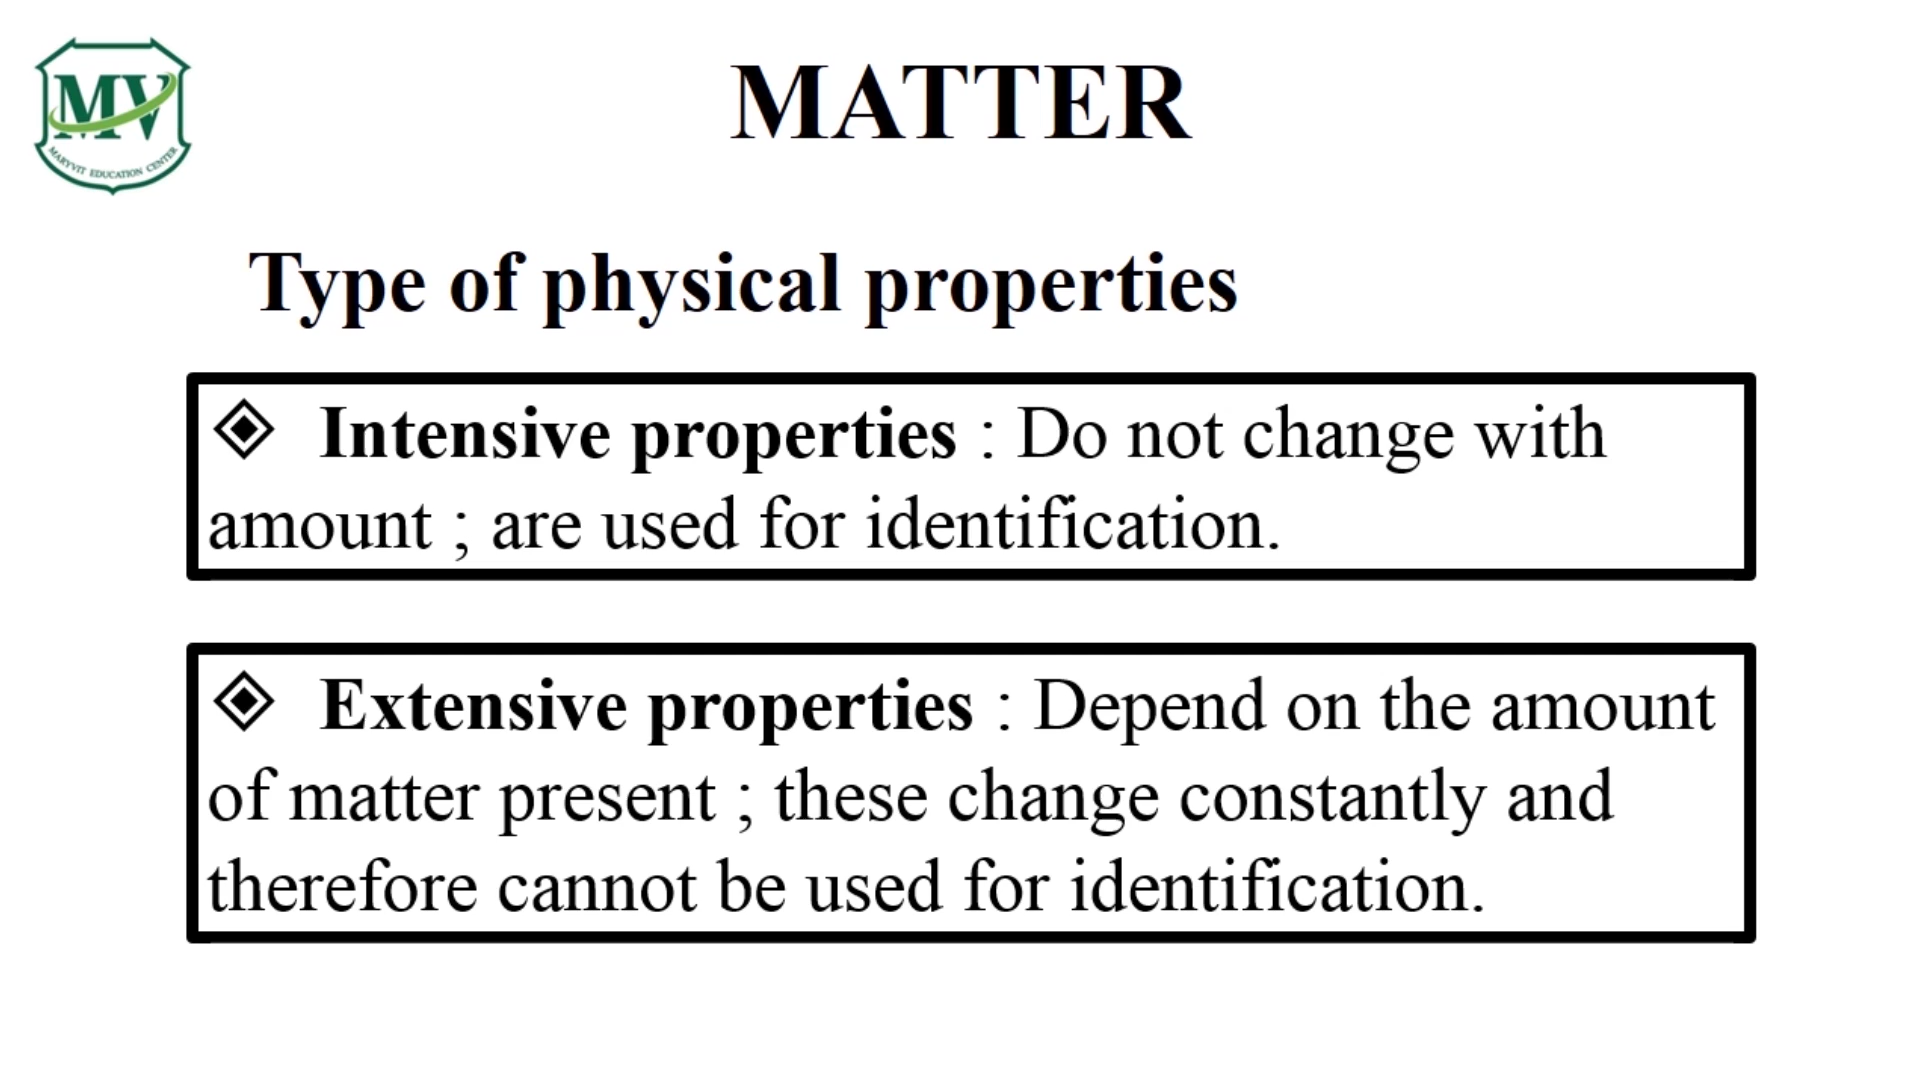 MV
MARYVIT EDUCATION CENTER
MATTER
Type of physical properties
Intensive properties : Do not change with
amount ; are used for identification.
Extensive properties : Depend on the amount
of matter present ; these change constantly and
therefore cannot be used for identification.